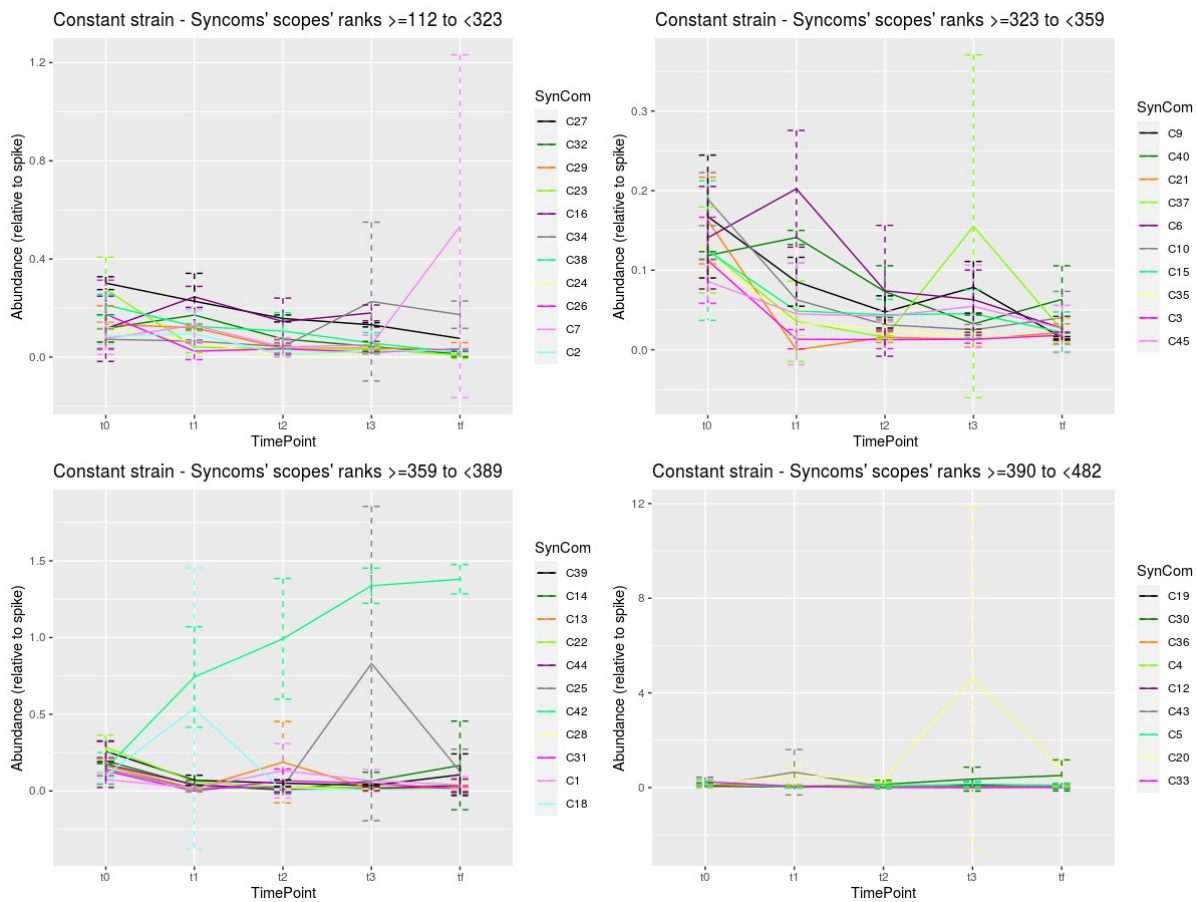 Constant strain - Syncoms' scopes' ranks >=112 to <323
Abundance (relative to spike)
1.2
0.8
0.4
0.0
t0 t1 t2 t3 tf
TimePoint
SynCom
C27
C32
C29
C23
C16
C34
C38
C24
C26
C7
C2
Constant strain - Syncoms' scopes' ranks >=323 to <359
Abundance (relative to spike)
0.3
0.2
0.1
0.0
t0 t1 t2 t3 tf
TimePoint
SynCom
C9
C40
C21
C37
C6
C10
C15
C35
C3
C45
Constant strain - Syncoms' scopes' ranks >=359 to <389
Abundance (relative to spike)
1.5
1.0
0.5
0.0
t0 t1 t2 t3 tf
TimePoint
SynCom
C39
C14
C13
C22
C44
C25
C42
C28
C31
C1
C18
Constant strain - Syncoms' scopes' ranks >=390 to <482
Abundance (relative to spike)
12
8
4
0
t0 t1 t2 t3 tf
TimePoint
SynCom
C19
C30
C36
C4
C12
C43
C5
C20
C33